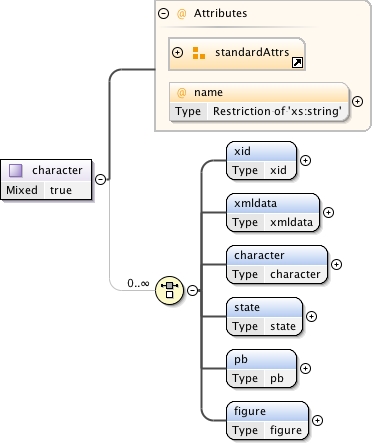 Attributes
standardAttrs
name
Type Restriction of 'xs:string'
character
Mixed true
0..∞
xid
Type xid
xmldata
Type xmldata
character
Type character
state
Type state
pb
Type pb
figure
Type figure